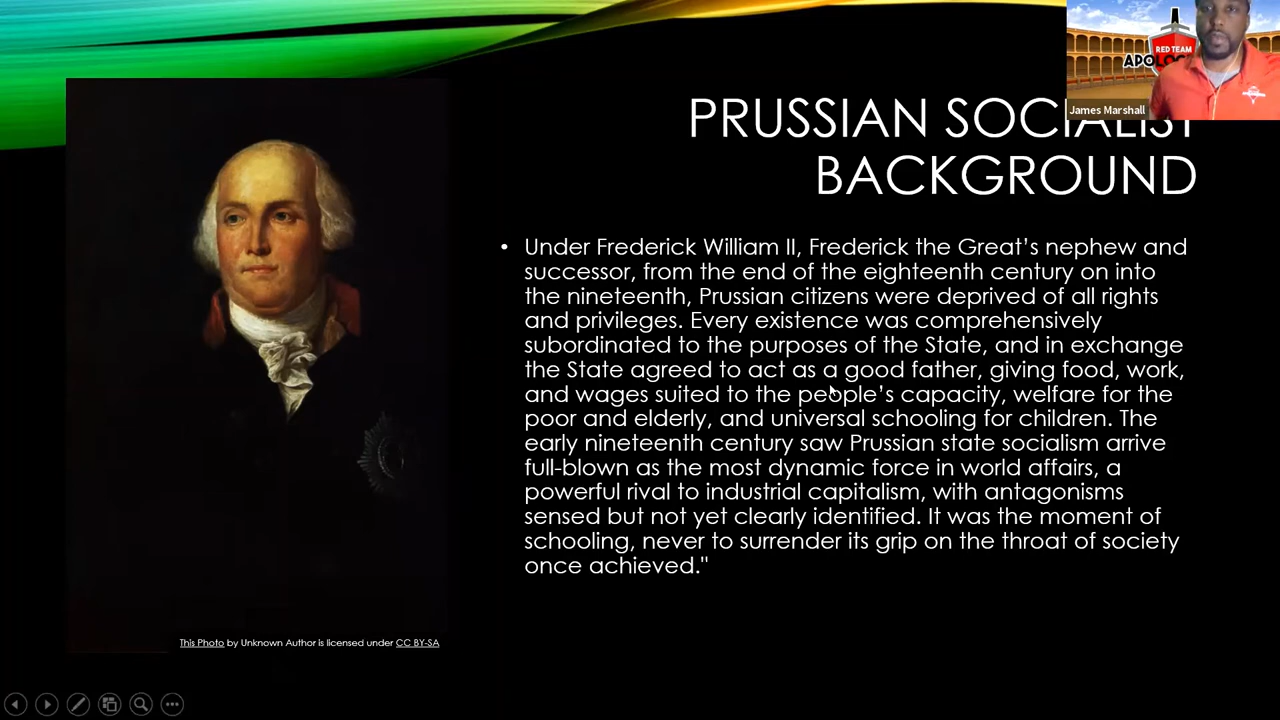 RED TEAM
James Marshall
PRUSSIAN SOCIALIST
BACKGROUND
• Under Frederick William II, Frederick the Great’s nephew and
successor, from the end of the eighteenth century on into
the nineteenth, Prussian citizens were deprived of all rights
and privileges. Every existence was comprehensively
subordinated to the purposes of the State, and in exchange
the State agreed to act as a good father, giving food, work,
and wages suited to the people’s capacity, welfare for the
poor and elderly, and universal schooling for children. The
early nineteenth century saw Prussian state socialism arrive
full-blown as the most dynamic force in world affairs, a
powerful rival to industrial capitalism, with antagonisms
sensed but not yet clearly identified. It was the moment of
schooling, never to surrender its grip on the throat of society
once achieved."
This Photo by Unknown Author is licensed under CC BY-SA